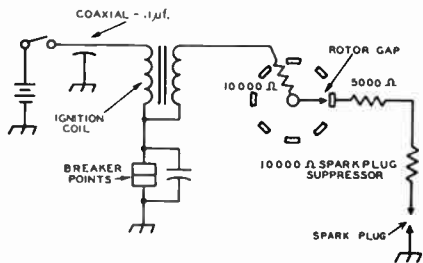 COAXIAL - .1μf.
ROTOR GAP
10000 Ω
5000 Ω
IGNITION
COIL
10000 Ω SPARKPLUG
SUPPRESSOR
BREAKER
POINTS
SPARK PLUG